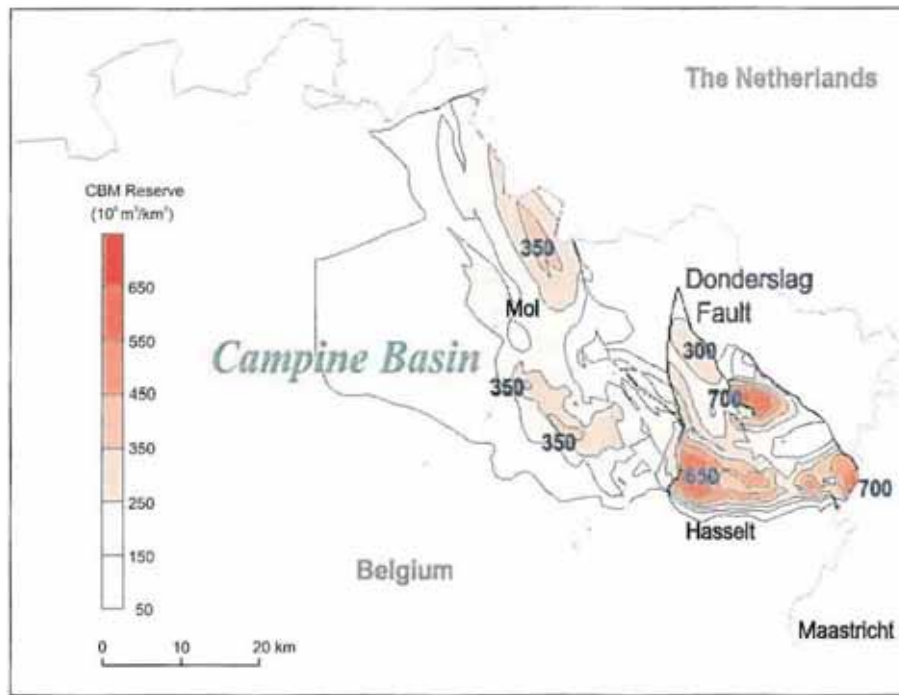 The Netherlands
CBM Reserve
(10⁶ m³/km²)
650
550
450
350
250
150
50
350
Mol
Donderslag
Fault
300
Campine Basin
350
700
350
650
700
Hasselt
Belgium
Maastricht
0 10 20 km